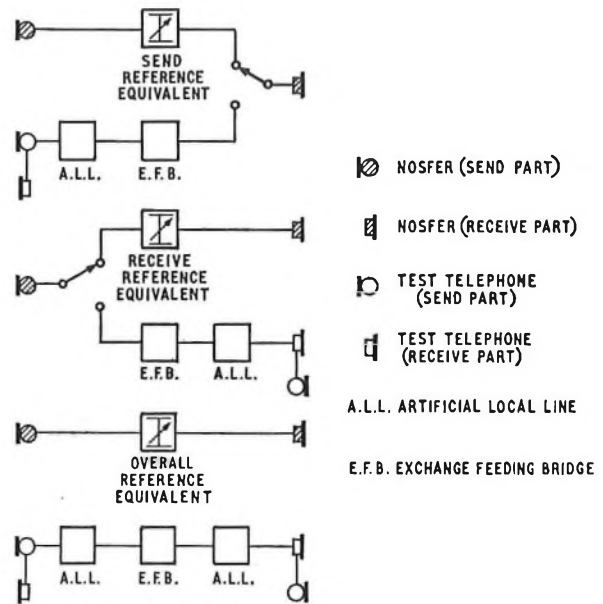 SEND
REFERENCE
EQUIVALENT
A.L.L. E.F.B.
RECEIVE
REFERENCE
EQUIVALENT
E.F.B. A.L.L.
OVERALL
REFERENCE
EQUIVALENT
A.L.L. E.F.B. A.L.L.
NOSFER (SEND PART)
NOSFER (RECEIVE PART)
TEST TELEPHONE
(SEND PART)
TEST TELEPHONE
(RECEIVE PART)
A.L.L. ARTIFICIAL LOCAL LINE
E.F.B. EXCHANGE FEEDING BRIDGE